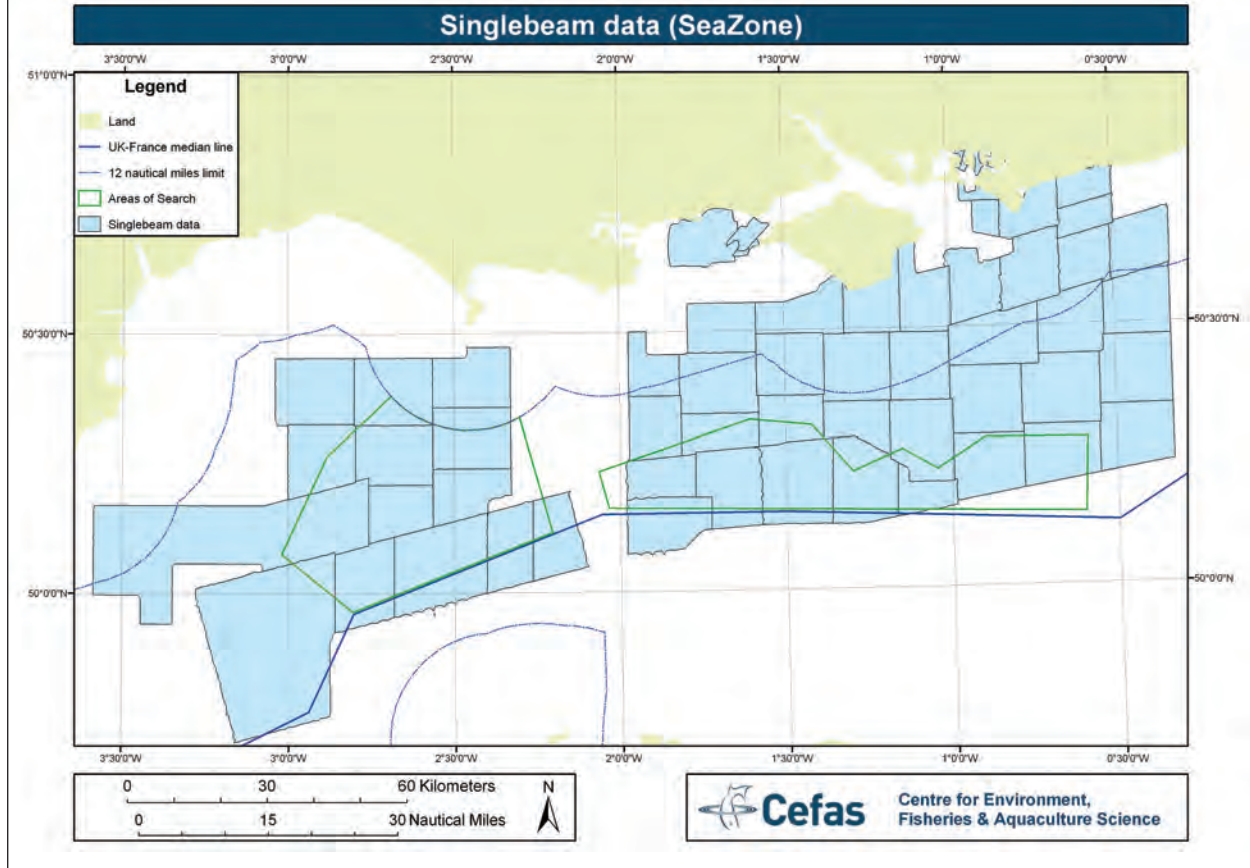 Singlebeam data (SeaZone)
3°30'0"W 3°0'0"W 2°30'0"W 2°0'0"W 1°30'0"W 1°0'0"W 0°30'0"W
51°0'0"N
Legend
Land
UK-France median line
12 nautical miles limit
Areas of Search
Singlebeam data
50°30'0"N 50°30'0"N
50°0'0"N 50°0'0"N
3°30'0"W 3°0'0"W 2°30'0"W 2°0'0"W 1°30'0"W 1°0'0"W 0°30'0"W
0 30 60 Kilometers
0 15 30 Nautical Miles
N
Cefas
Centre for Environment,
Fisheries & Aquaculture Science